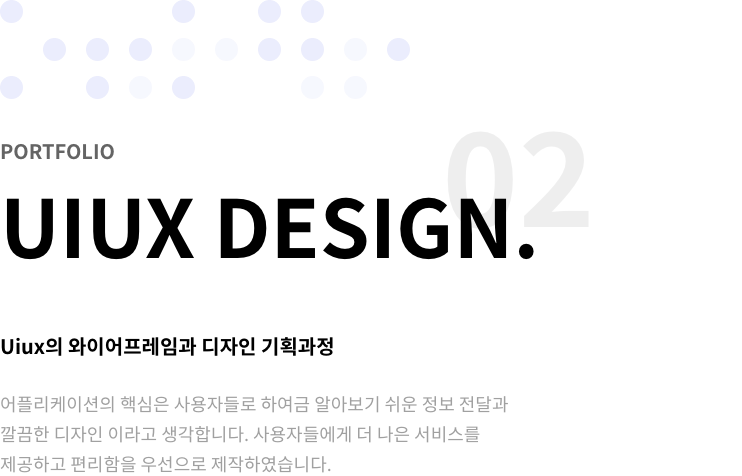 PORTFOLIO
02
UIUX DESIGN.
Uiux의 와이어프레임과 디자인 기획과정
어플리케이션의 핵심은 사용자들로 하여금 알아보기 쉬운 정보 전달과
깔끔한 디자인 이라고 생각합니다. 사용자들에게 더 나은 서비스를
제공하고 편리함을 우선으로 제작하였습니다.